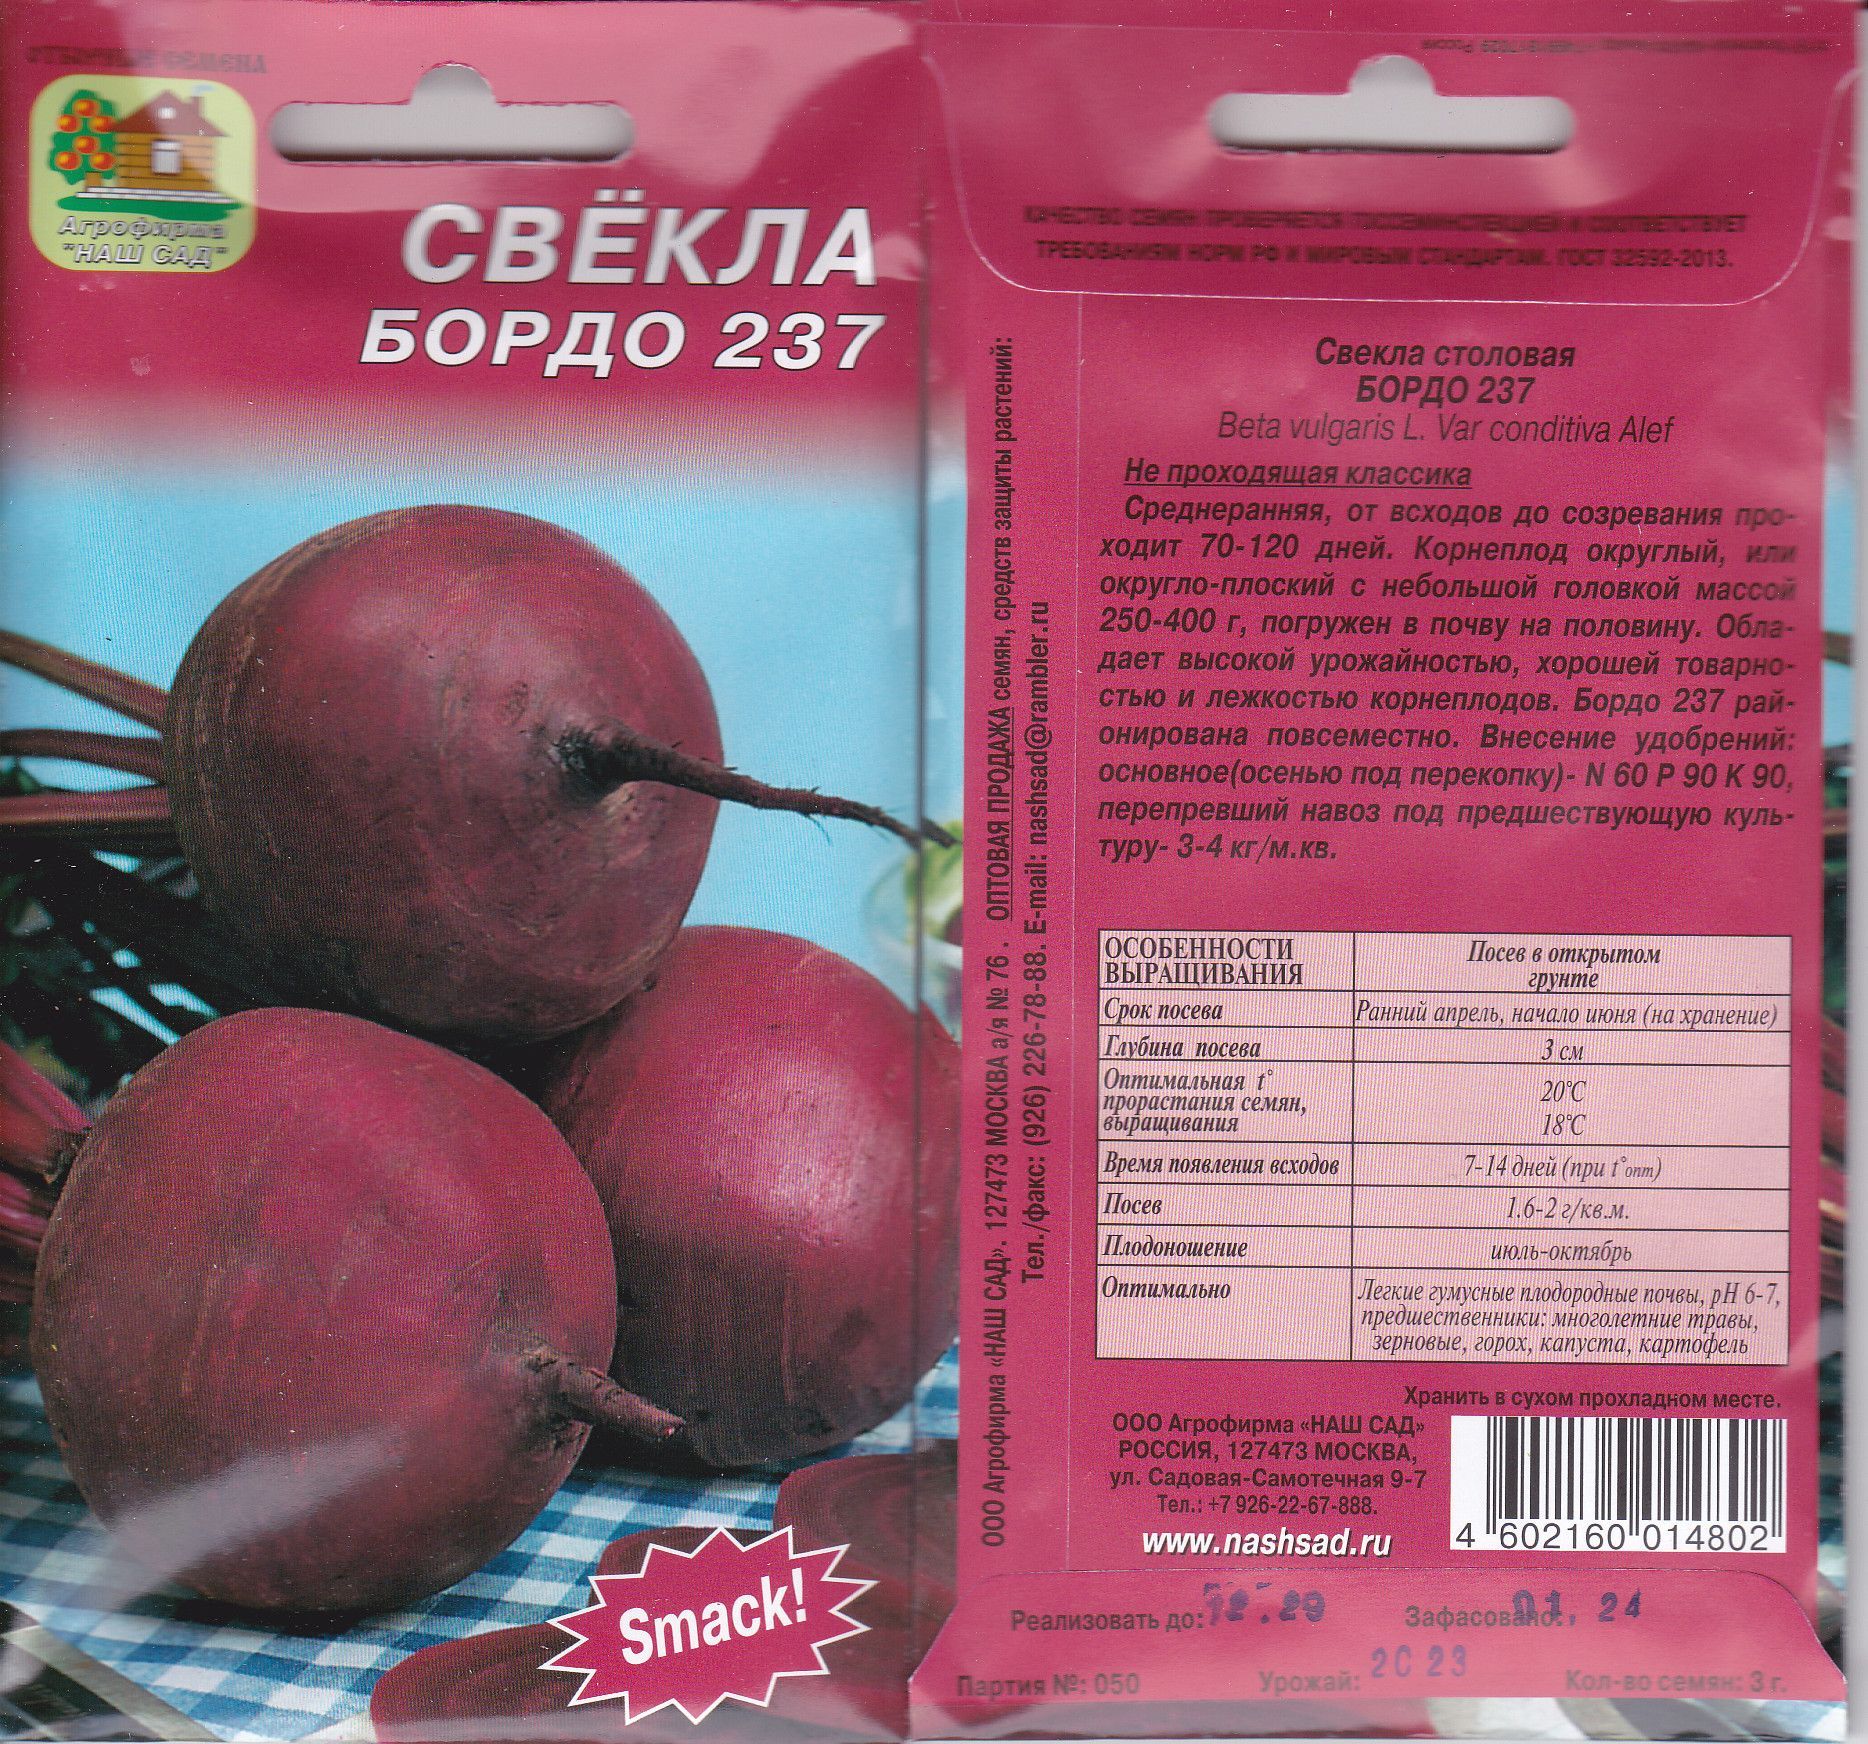 ОТБОРНЫЕ СЕМЕНА
Агрофирма
"НАШ САД"
СВЁКЛА
БОРДО 237
Smack!
КАЧЕСТВО СЕМЯН ПРОВЕРЯЕТСЯ ГОССЕМИНСПЕКЦИЕЙ И СООТВЕТСТВУЕТ
ТРЕБОВАНИЯМ НОРМ РФ И МИРОВЫМ СТАНДАРТАМ. ГОСТ 32592-2013.
Свекла столовая
БОРДО 237
Beta vulgaris L. Var conditiva Alef
Не проходящая классика
Среднеранняя, от всходов до созревания про-
ходит 70-120 дней. Корнеплод округлый, или
округло-плоский с небольшой головкой массой
250-400 г, погружен в почву на половину. Обла-
дает высокой урожайностью, хорошей товарно-
стью и лежкостью корнеплодов. Бордо 237 рай-
онирована повсеместно. Внесение удобрений:
основное(осенью под перекопку)- N 60 P 90 K 90,
перепревший навоз под предшествующую куль-
туру- 3-4 кг/м.кв.
ОСОБЕННОСТИ
ВЫРАЩИВАНИЯ
Посев в открытом
грунте
Срок посева
Ранний апрель, начало июня (на хранение)
Глубина посева
3 см
Оптимальная t°
прорастания семян,
выращивания
20°С
18°С
Время появления всходов
7-14 дней (при t°опт)
Посев
1.6-2 г/кв.м.
Плодоношение
июль-октябрь
Оптимально
Легкие гумусные плодородные почвы, рН 6-7,
предшественники: многолетние травы,
зерновые, горох, капуста, картофель
Хранить в сухом прохладном месте.
ООО Агрофирма «НАШ САД»
РОССИЯ, 127473 МОСКВА,
ул. Садовая-Самотечная 9-7
Тел.: +7 926-22-67-888.
www.nashsad.ru
4 602160 014802
ООО Агрофирма «НАШ САД». 127473 МОСКВА а/я № 76 . ОПТОВАЯ ПРОДАЖА семян, средств защиты растений:
Тел./факс: (926) 226-78-88. E-mail: nashsad@rambler.ru
Реализовать до: 12.29
Зафасовано: 01. 24
Партия №: 050
Урожай: 2023
Кол-во семян: 3 г.